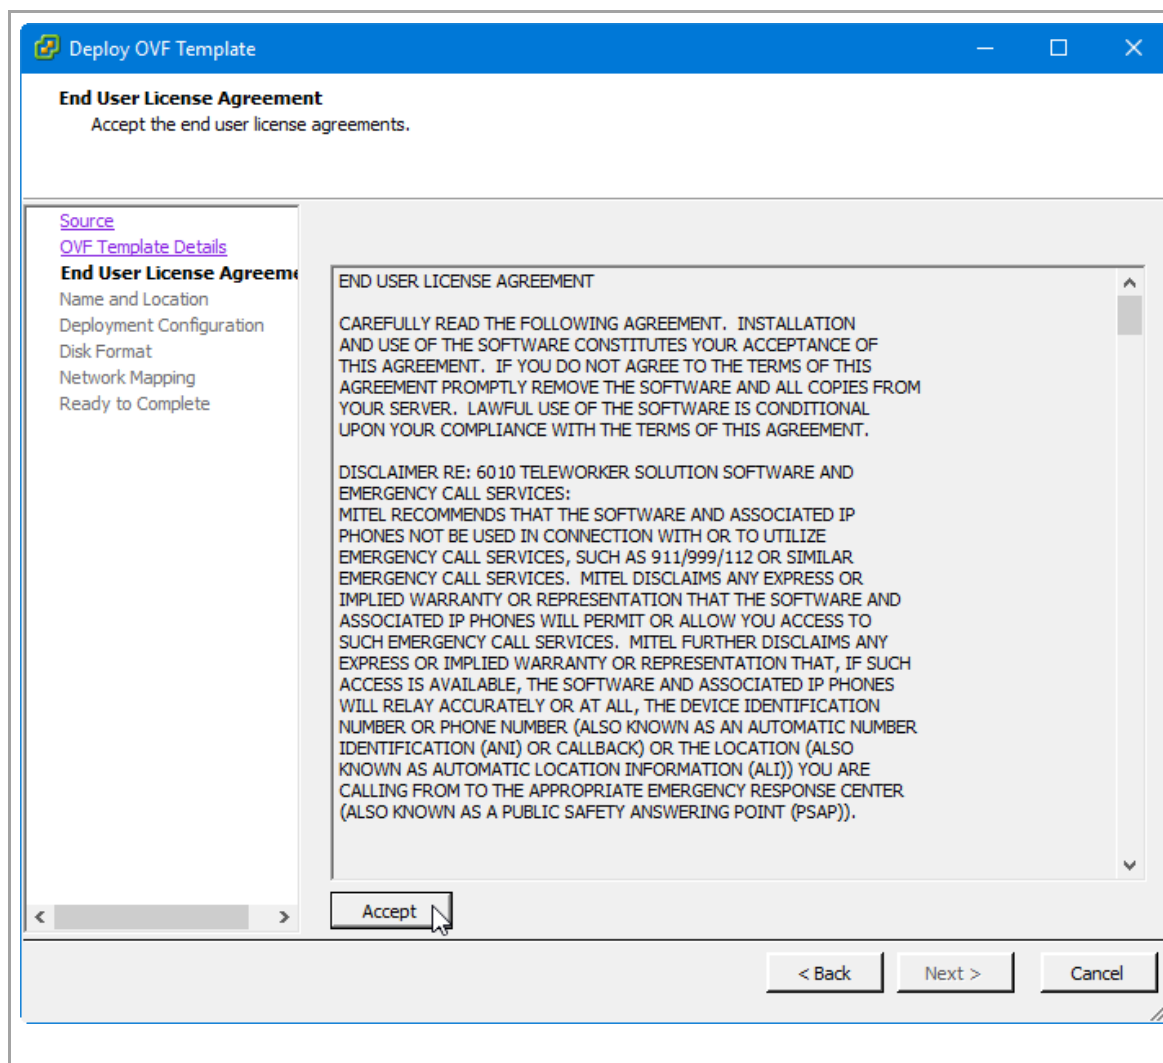 Deploy OVF Template
End User License Agreement
Accept the end user license agreements.
Source
OVF Template Details
End User License Agreeme
Name and Location
Deployment Configuration
Disk Format
Network Mapping
Ready to Complete
END USER LICENSE AGREEMENT
CAREFULLY READ THE FOLLOWING AGREEMENT.  INSTALLATION
AND USE OF THE SOFTWARE CONSTITUTES YOUR ACCEPTANCE OF
THIS AGREEMENT.  IF YOU DO NOT AGREE TO THE TERMS OF THIS
AGREEMENT PROMPTLY REMOVE THE SOFTWARE AND ALL COPIES FROM
YOUR SERVER.  LAWFUL USE OF THE SOFTWARE IS CONDITIONAL
UPON YOUR COMPLIANCE WITH THE TERMS OF THIS AGREEMENT.
DISCLAIMER RE: 6010 TELEWORKER SOLUTION SOFTWARE AND
EMERGENCY CALL SERVICES:
MITEL RECOMMENDS THAT THE SOFTWARE AND ASSOCIATED IP
PHONES NOT BE USED IN CONNECTION WITH OR TO UTILIZE
EMERGENCY CALL SERVICES, SUCH AS 911/999/112 OR SIMILAR
EMERGENCY CALL SERVICES.  MITEL DISCLAIMS ANY EXPRESS OR
IMPLIED WARRANTY OR REPRESENTATION THAT THE SOFTWARE AND
ASSOCIATED IP PHONES WILL PERMIT OR ALLOW YOU ACCESS TO
SUCH EMERGENCY CALL SERVICES.  MITEL FURTHER DISCLAIMS ANY
EXPRESS OR IMPLIED WARRANTY OR REPRESENTATION THAT, IF SUCH
ACCESS IS AVAILABLE, THE SOFTWARE AND ASSOCIATED IP PHONES
WILL RELAY ACCURATELY OR AT ALL, THE DEVICE IDENTIFICATION
NUMBER OR PHONE NUMBER (ALSO KNOWN AS AN AUTOMATIC NUMBER
IDENTIFICATION (ANI) OR CALLBACK) OR THE LOCATION (ALSO
KNOWN AS AUTOMATIC LOCATION INFORMATION (ALI)) YOU ARE
CALLING FROM TO THE APPROPRIATE EMERGENCY RESPONSE CENTER
(ALSO KNOWN AS A PUBLIC SAFETY ANSWERING POINT (PSAP)).
Accept
< Back
Next >
Cancel